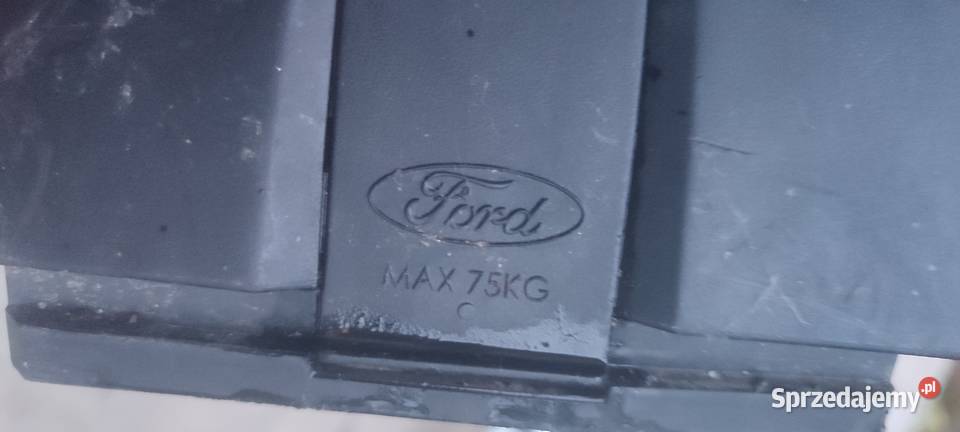 Ford
MAX 75KG
C
Sprzedajemy.pl